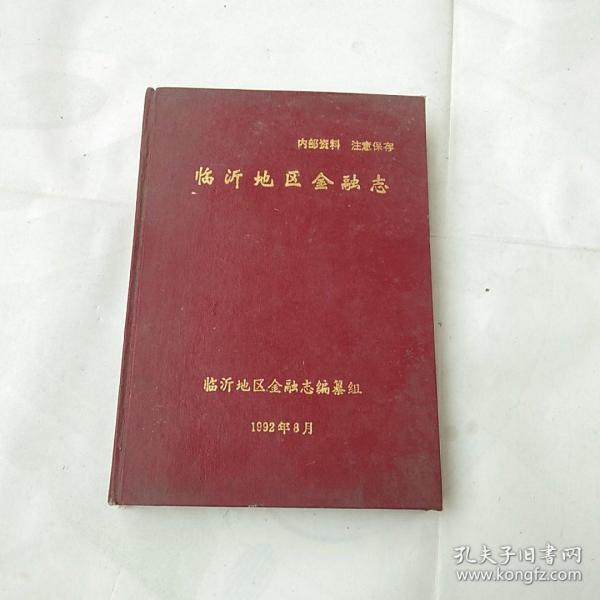 内部资料 注意保存
临沂地区金融志
临沂地区金融志编纂组
1992年8月
孔夫子旧书网
www.kongfz.com